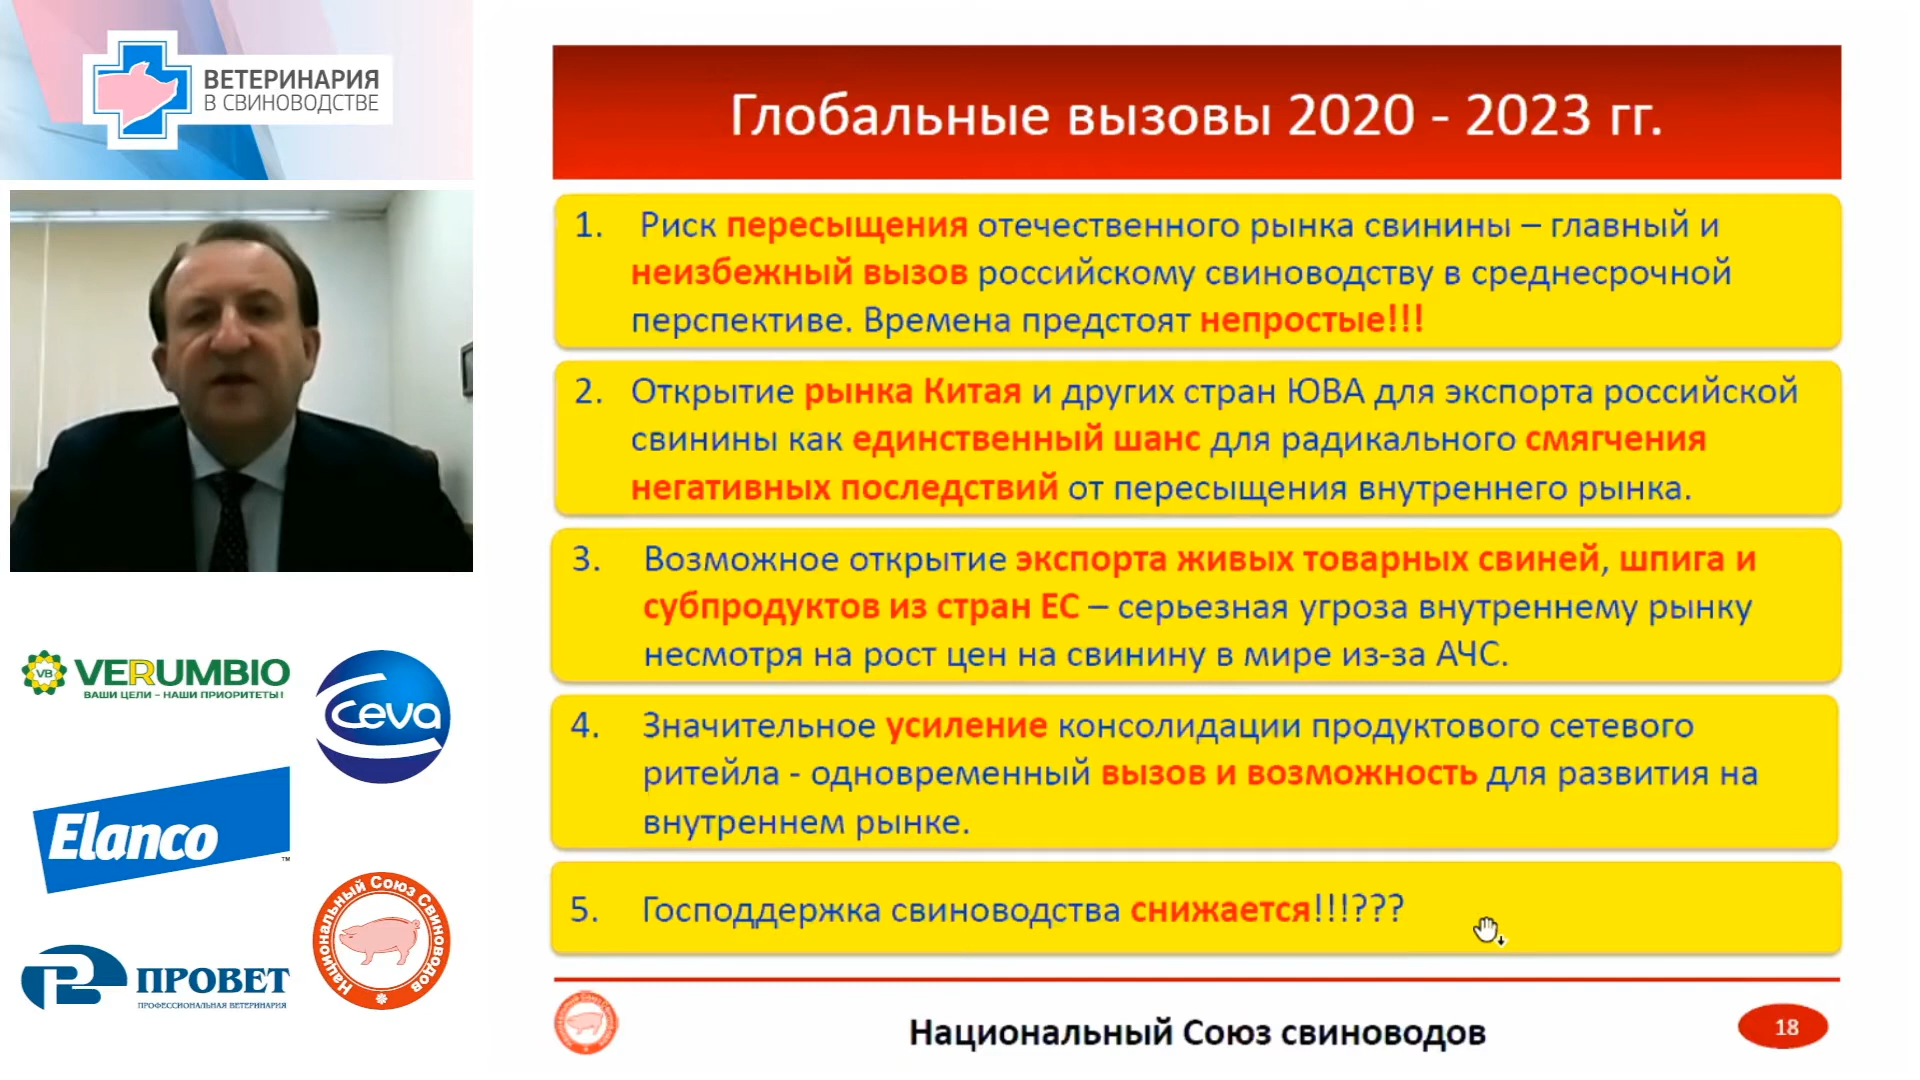 ВЕТЕРИНАРИЯ
В СВИНОВОДСТВЕ
Глобальные вызовы 2020 - 2023 гг.
1. Риск пересыщения отечественного рынка свинины – главный и
неизбежный вызов российскому свиноводству в среднесрочной
перспективе. Времена предстоят непростые!!!
2. Открытие рынка Китая и других стран ЮВА для экспорта российской
свинины как единственный шанс для радикального смягчения
негативных последствий от пересыщения внутреннего рынка.
3. Возможное открытие экспорта живых товарных свиней, шпига и
субпродуктов из стран ЕС – серьезная угроза внутреннему рынку
несмотря на рост цен на свинину в мире из-за АЧС.
4. Значительное усиление консолидации продуктового сетевого
ритейла - одновременный вызов и возможность для развития на
внутреннем рынке.
5. Господдержка свиноводства снижается!!!???
Национальный Союз свиноводов
18
VB VERUMBIO
ВАШИ ЦЕЛИ – НАШИ ПРИОРИТЕТЫ!
Ceva
Elanco
™
Национальный Союз Свиноводов
ПРОВЕТ
ПРОФЕССИОНАЛЬНАЯ ВЕТЕРИНАРИЯ